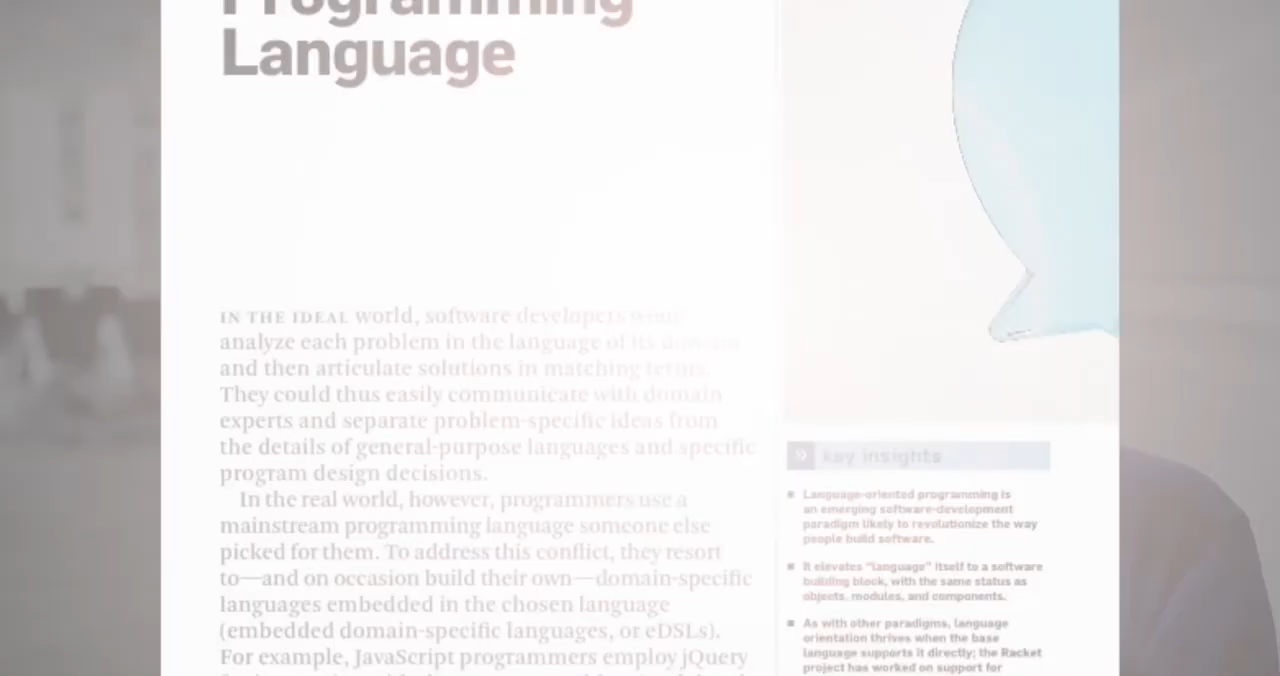 Programming
Language
IN THE IDEAL world, software developers would
analyze each problem in the language of its domain
and then articulate solutions in matching terms.
They could thus easily communicate with domain
experts and separate problem-specific ideas from
the details of general-purpose languages and specific
program design decisions.
In the real world, however, programmers use a
mainstream programming language someone else
picked for them. To address this conflict, they resort
to—and on occasion build their own—domain-specific
languages embedded in the chosen language
(embedded domain-specific languages, or eDSLs).
For example, JavaScript programmers employ jQuery
» key insights
Language-oriented programming is
an emerging software-development
paradigm likely to revolutionize the way
people build software.
It elevates "language" itself to a software
building block, with the same status as
objects, modules, and components.
As with other paradigms, language
orientation thrives when the base
language supports it directly; the Racket
project has worked on support for